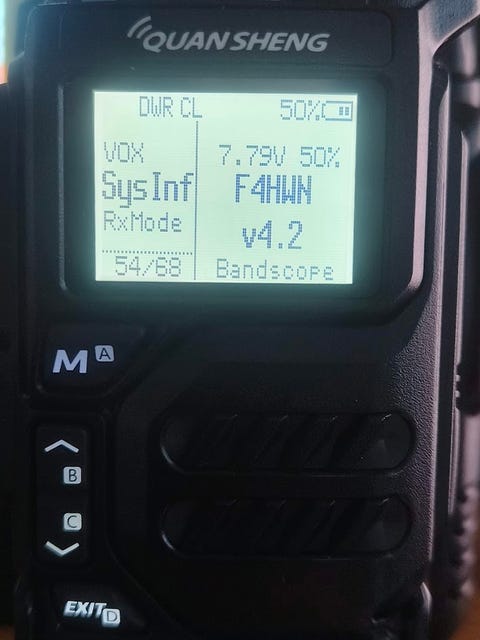 QUANSHENG
DWR CL 50%
VOX 7.79V 50%
SysInf F4HWN
RxMode v4.2
54/68 Bandscope
M A
B
C
EXIT D